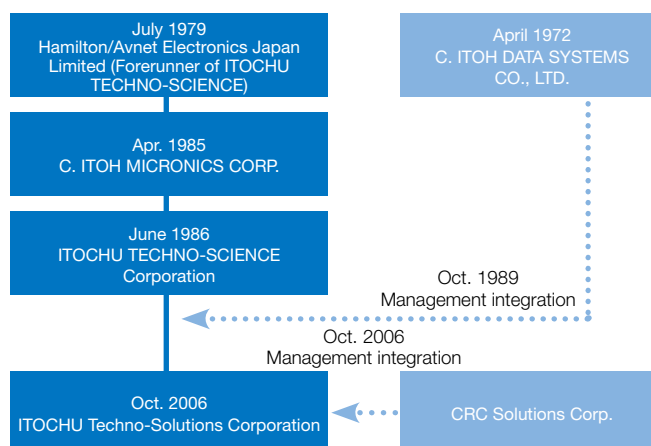 July 1979
Hamilton/Avnet Electronics Japan
Limited (Forerunner of ITOCHU
TECHNO-SCIENCE)
April 1972
C. ITOH DATA SYSTEMS
CO., LTD.
Apr. 1985
C. ITOH MICRONICS CORP.
June 1986
ITOCHU TECHNO-SCIENCE
Corporation
Oct. 1989
Management integration
Oct. 2006
Management integration
Oct. 2006
ITOCHU Techno-Solutions Corporation
CRC Solutions Corp.